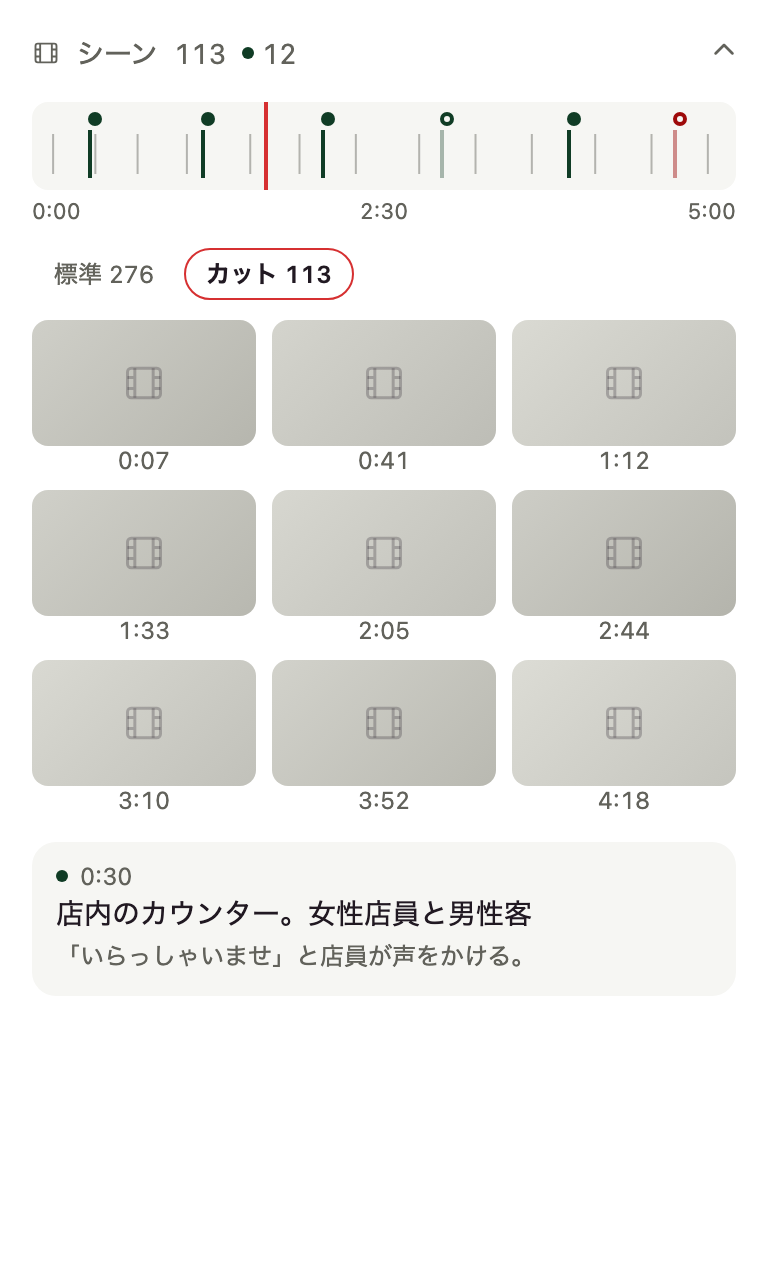 シーン 113 12
0:00 2:30 5:00
標準 276 カット 113
0:07 0:41 1:12
1:33 2:05 2:44
3:10 3:52 4:18
0:30
店内のカウンター。女性店員と男性客
「いらっしゃいませ」と店員が声をかける。